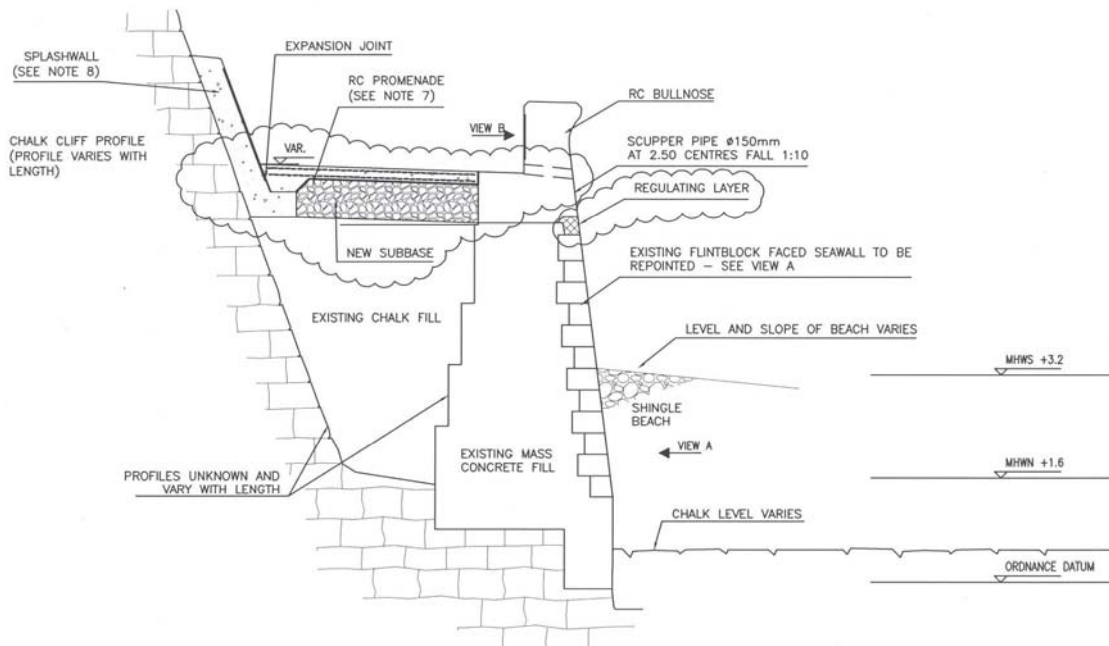 SPLASHWALL
(SEE NOTE 8)
EXPANSION JOINT
RC PROMENADE
(SEE NOTE 7)
CHALK CLIFF PROFILE
(PROFILE VARIES WITH
LENGTH)
VAR.
VIEW B
RC BULLNOSE
SCUPPER PIPE ø150mm
AT 2.50 CENTRES FALL 1:10
REGULATING LAYER
NEW SUBBASE
EXISTING FLINTBLOCK FACED SEAWALL TO BE
REPOINTED – SEE VIEW A
EXISTING CHALK FILL
LEVEL AND SLOPE OF BEACH VARIES
MHWS +3.2
SHINGLE
BEACH
VIEW A
EXISTING MASS
CONCRETE FILL
MHWN +1.6
PROFILES UNKNOWN AND
VARY WITH LENGTH
CHALK LEVEL VARIES
ORDNANCE DATUM